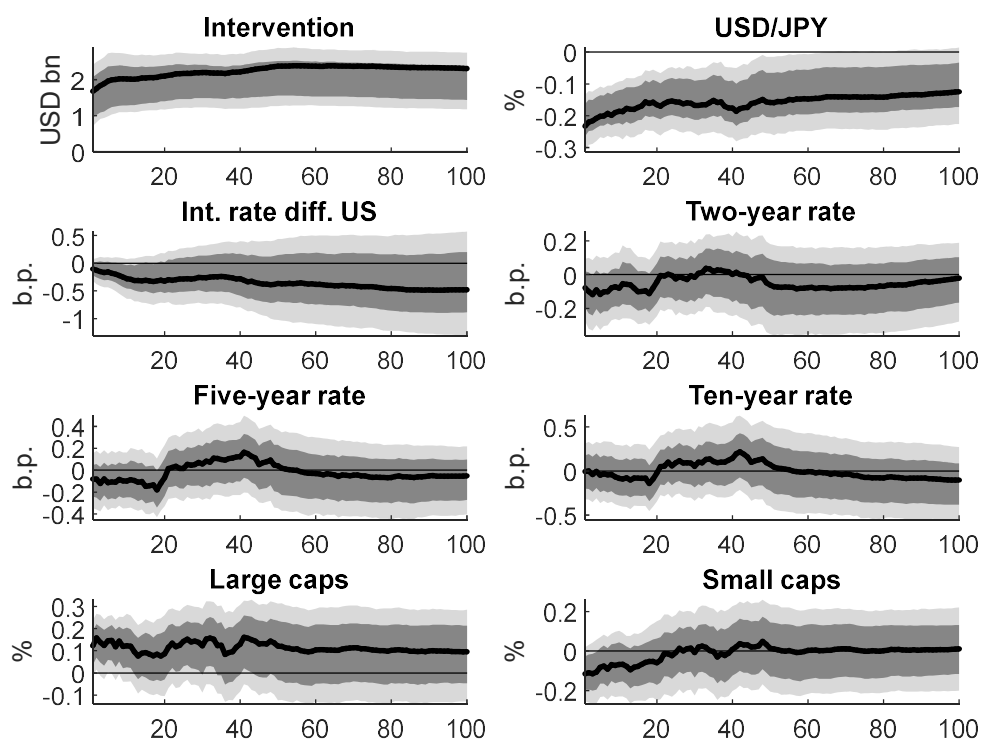 Intervention
USD bn
2
1
0
20 40 60 80 100
USD/JPY
%
0
-0.1
-0.2
-0.3
20 40 60 80 100
Int. rate diff. US
b.p.
0.5
0
-0.5
-1
20 40 60 80 100
Two-year rate
b.p.
0.2
0
-0.2
20 40 60 80 100
Five-year rate
b.p.
0.4
0.2
0
-0.2
-0.4
20 40 60 80 100
Ten-year rate
b.p.
0.5
0
-0.5
20 40 60 80 100
Large caps
%
0.3
0.2
0.1
0
-0.1
20 40 60 80 100
Small caps
%
0.2
0
-0.2
20 40 60 80 100